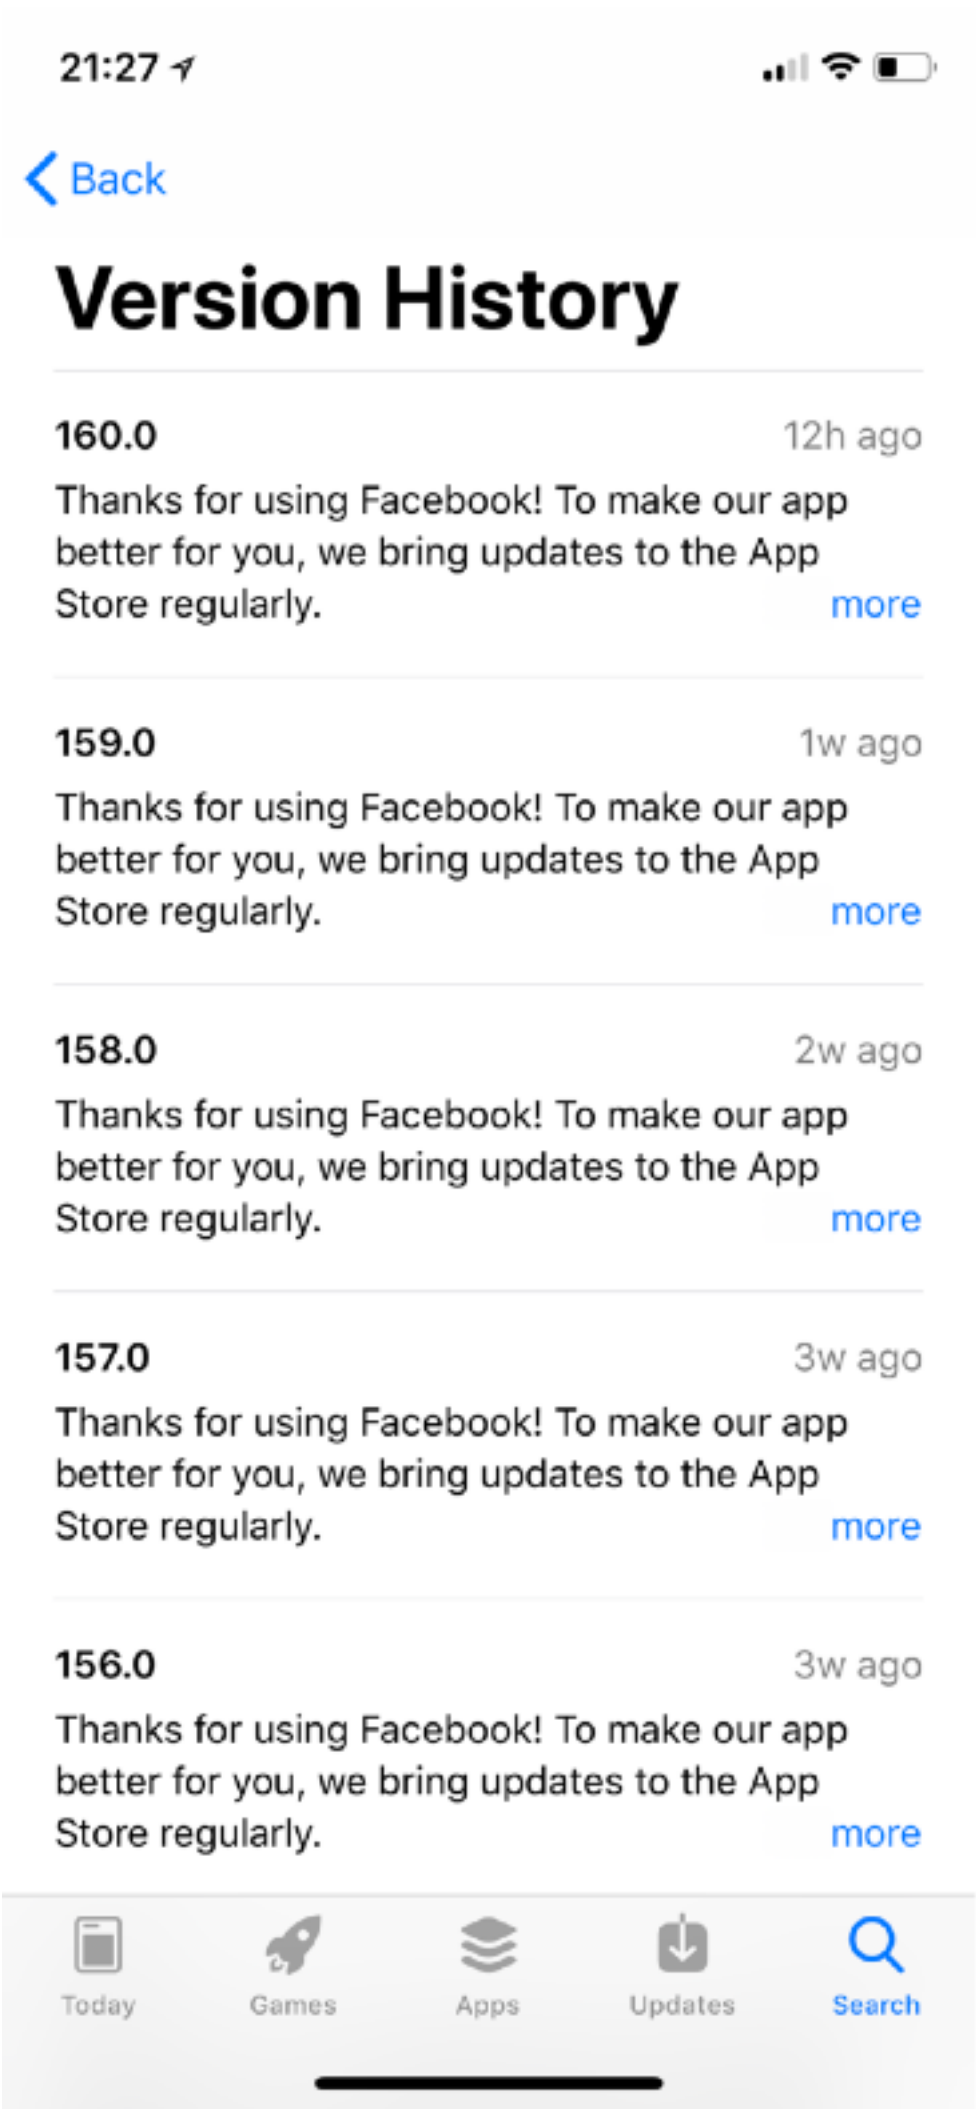 21:27
Back
Version History
160.0 12h ago
Thanks for using Facebook! To make our app
better for you, we bring updates to the App
Store regularly. more
159.0 1w ago
Thanks for using Facebook! To make our app
better for you, we bring updates to the App
Store regularly. more
158.0 2w ago
Thanks for using Facebook! To make our app
better for you, we bring updates to the App
Store regularly. more
157.0 3w ago
Thanks for using Facebook! To make our app
better for you, we bring updates to the App
Store regularly. more
156.0 3w ago
Thanks for using Facebook! To make our app
better for you, we bring updates to the App
Store regularly. more
Today Games Apps Updates Search